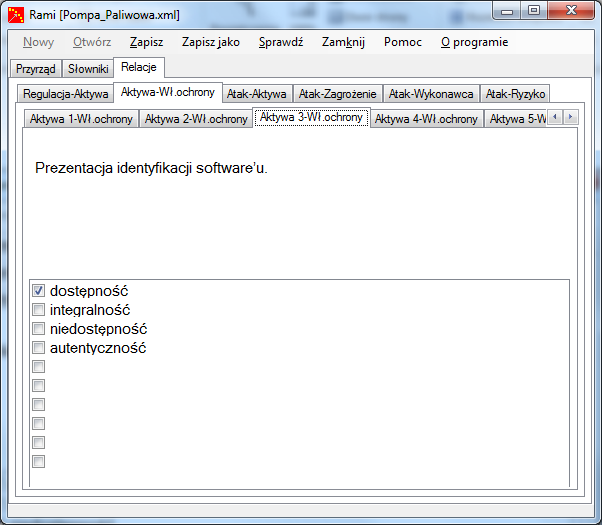 Rami [Pompa_Paliwowa.xml]
Nowy Otwórz Zapisz Zapisz jako Sprawdź Zamknij Pomoc O programie
Przyrząd Słowniki Relacje
Regulacja-Aktywa Aktywa-Wł.ochrony Atak-Aktywa Atak-Zagrożenie Atak-Wykonawca Atak-Ryzyko
Aktywa 1-Wł.ochrony Aktywa 2-Wł.ochrony Aktywa 3-Wł.ochrony Aktywa 4-Wł.ochrony Aktywa 5-W
Prezentacja identyfikacji software'u.
dostępność
integralność
niedostępność
autentyczność